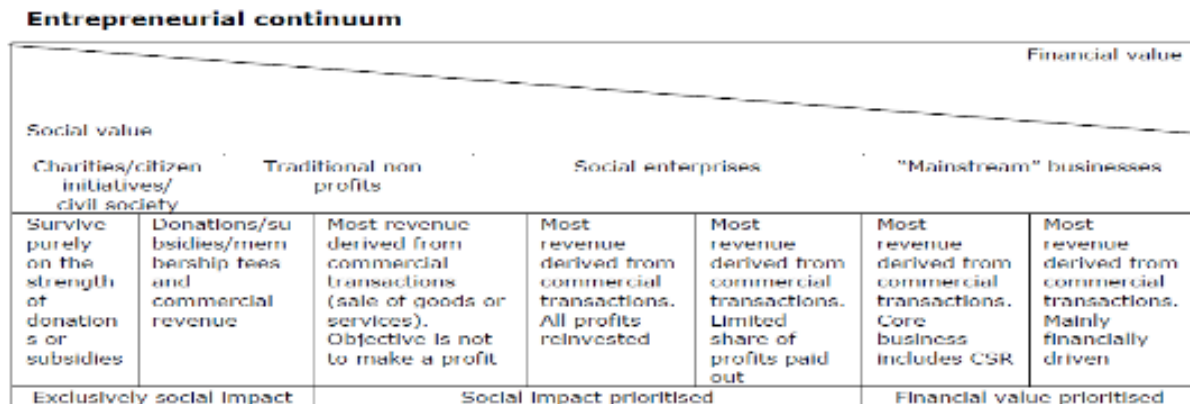 Entrepreneurial continuum
Financial value
Social value
Charities/citizen
initiatives/
civil society
Traditional non
profits
Social enterprises
"Mainstream" businesses
Survive
purely
on the
strength
of
donation
s or
subsidies
Donations/su
bsidies/mem
bership fees
and
commercial
revenue
Most revenue
derived from
commercial
transactions
(sale of goods or
services).
Objective is not
to make a profit
Most
revenue
derived from
commercial
transactions.
All profits
reinvested
Most
revenue
derived from
commercial
transactions.
Limited
share of
profits paid
out
Most
revenue
derived from
commercial
transactions.
Core
business
includes CSR
Most
revenue
derived from
commercial
transactions.
Mainly
financially
driven
Exclusively social impact
Social impact prioritised
Financial value prioritised